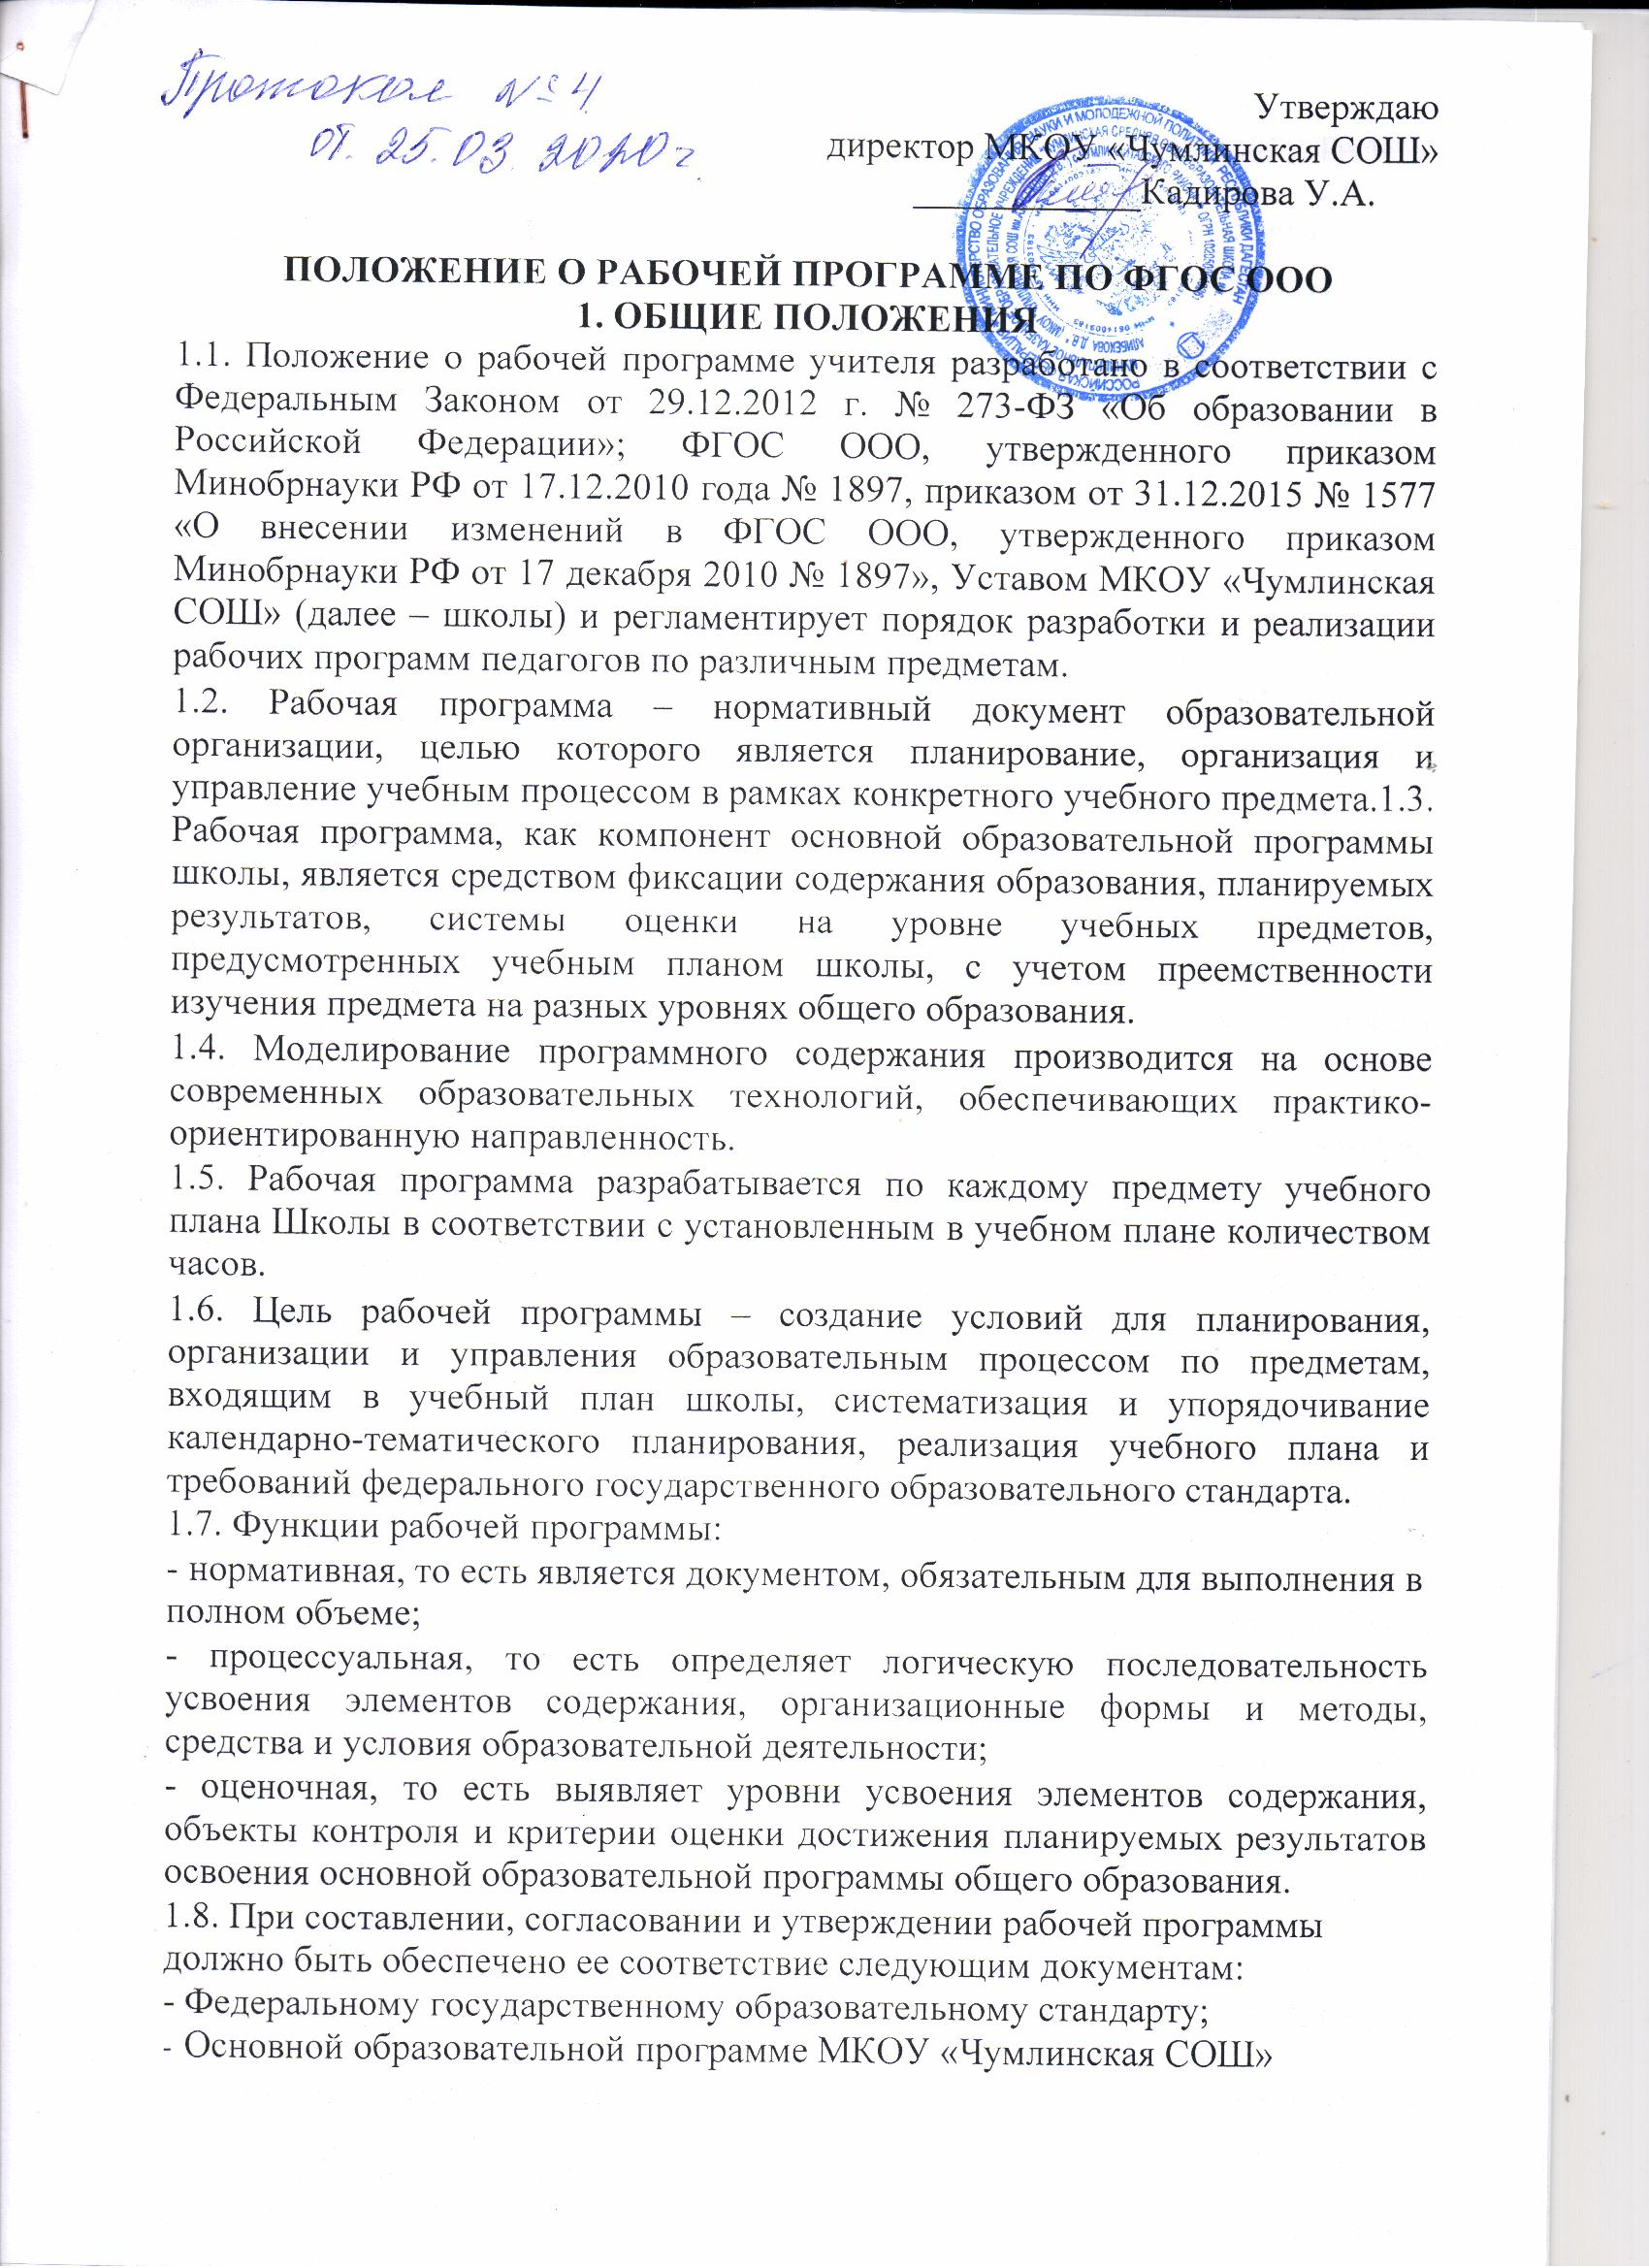 Протокол №4
от. 25.03.2020г.
Утверждаю
директор МКОУ «Чумлинская СОШ»
____________Кадирова У.А.
ПОЛОЖЕНИЕ О РАБОЧЕЙ ПРОГРАММЕ ПО ФГОС ООО
1. ОБЩИЕ ПОЛОЖЕНИЯ
1.1. Положение о рабочей программе учителя разработано в соответствии с
Федеральным Законом от 29.12.2012 г. № 273-ФЗ «Об образовании в
Российской Федерации»; ФГОС ООО, утвержденного приказом
Минобрнауки РФ от 17.12.2010 года № 1897, приказом от 31.12.2015 № 1577
«О внесении изменений в ФГОС ООО, утвержденного приказом
Минобрнауки РФ от 17 декабря 2010 № 1897», Уставом МКОУ «Чумлинская
СОШ» (далее – школы) и регламентирует порядок разработки и реализации
рабочих программ педагогов по различным предметам.
1.2. Рабочая программа – нормативный документ образовательной
организации, целью которого является планирование, организация и
управление учебным процессом в рамках конкретного учебного предмета.1.3.
Рабочая программа, как компонент основной образовательной программы
школы, является средством фиксации содержания образования, планируемых
результатов, системы оценки на уровне учебных предметов,
предусмотренных учебным планом школы, с учетом преемственности
изучения предмета на разных уровнях общего образования.
1.4. Моделирование программного содержания производится на основе
современных образовательных технологий, обеспечивающих практико-
ориентированную направленность.
1.5. Рабочая программа разрабатывается по каждому предмету учебного
плана Школы в соответствии с установленным в учебном плане количеством
часов.
1.6. Цель рабочей программы – создание условий для планирования,
организации и управления образовательным процессом по предметам,
входящим в учебный план школы, систематизация и упорядочивание
календарно-тематического планирования, реализация учебного плана и
требований федерального государственного образовательного стандарта.
1.7. Функции рабочей программы:
- нормативная, то есть является документом, обязательным для выполнения в
полном объеме;
- процессуальная, то есть определяет логическую последовательность
усвоения элементов содержания, организационные формы и методы,
средства и условия образовательной деятельности;
- оценочная, то есть выявляет уровни усвоения элементов содержания,
объекты контроля и критерии оценки достижения планируемых результатов
освоения основной образовательной программы общего образования.
1.8. При составлении, согласовании и утверждении рабочей программы
должно быть обеспечено ее соответствие следующим документам:
- Федеральному государственному образовательному стандарту;
- Основной образовательной программе МКОУ «Чумлинская СОШ»